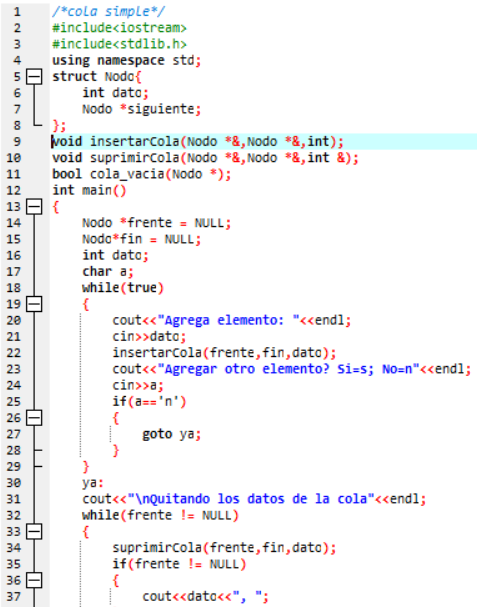 1 /*cola simple*/
2 #include<iostream>
3 #include<stdlib.h>
4 using namespace std;
5 struct Nodo{
6 int dato;
7 Nodo *siguiente;
8 };
9 void insertarCola(Nodo *&,Nodo *&,int);
10 void suprimirCola(Nodo *&,Nodo *&,int &);
11 bool cola_vacia(Nodo *);
12 int main()
13 {
14 Nodo *frente = NULL;
15 Nodo*fin = NULL;
16 int dato;
17 char a;
18 while(true)
19 {
20 cout<<"Agrega elemento: "<<endl;
21 cin>>dato;
22 insertarCola(frente,fin,dato);
23 cout<<"Agregar otro elemento? Si=s; No=n"<<endl;
24 cin>>a;
25 if(a=='n')
26 {
27 goto ya;
28 }
29 }
30 ya:
31 cout<<"\nQuitando los datos de la cola"<<endl;
32 while(frente != NULL)
33 {
34 suprimirCola(frente,fin,dato);
35 if(frente != NULL)
36 {
37 cout<<dato<<", ";